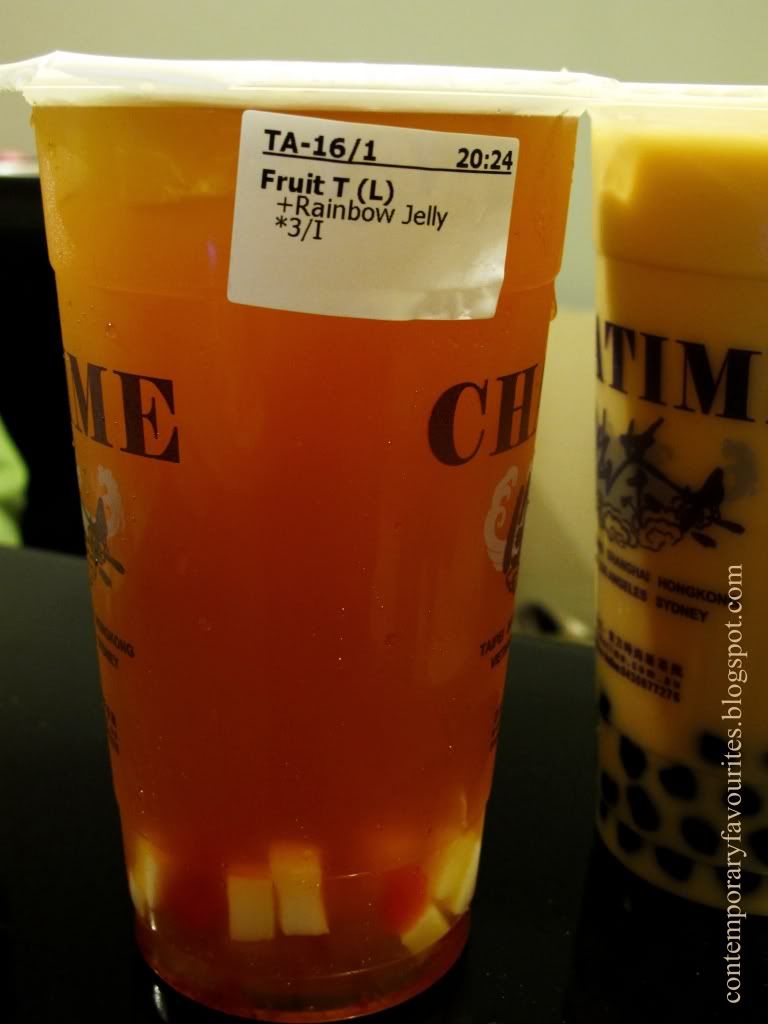 TA-16/1 20:24
Fruit T (L)
+Rainbow Jelly
*3/I
ME
CH
ATIM
SHANGHAI HONGKONG
ANGELES SYDNEY
TAIPEI
contemporaryfavourites.blogspot.com